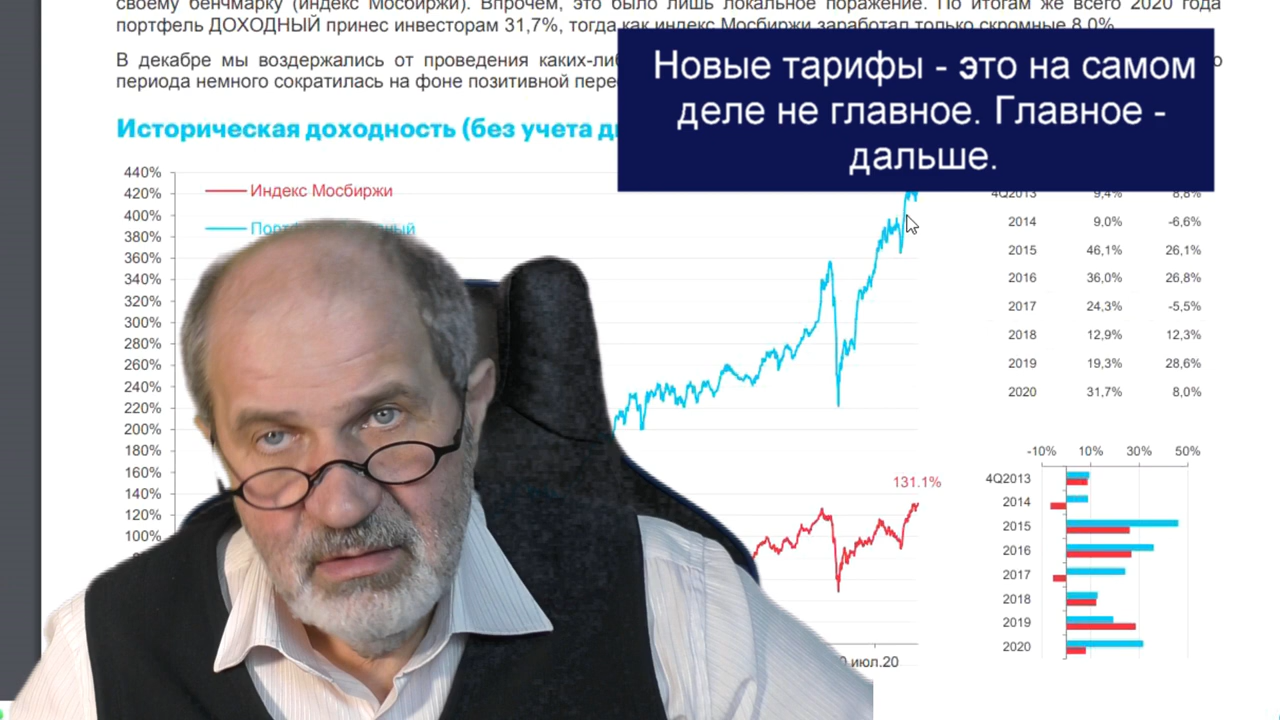 своему бенчмарку (индекс Мосбиржи). Впрочем, это было лишь локальное поражение. По итогам же всего 2020 года
портфель ДОХОДНЫЙ принес инвесторам 31,7%, тогда как индекс Мосбиржи заработал только скромные 8,0%.
В декабре мы воздержались от проведения
периода немного сократилась на фоне позитивной
Новые тарифы - это на самом
деле не главное. Главное -
дальше.
Историческая доходность (без учета
440%
420%
400%
380%
360%
340%
320%
300%
280%
260%
240%
220%
200%
180%
160%
140%
120%
100%
Индекс Мосбиржи
131.1%
июл.20
4Q2013 9,4% 8,8%
2014 9,0% -6,6%
2015 46,1% 26,1%
2016 36,0% 26,8%
2017 24,3% -5,5%
2018 12,9% 12,3%
2019 19,3% 28,6%
2020 31,7% 8,0%
-10% 10% 30% 50%
4Q2013
2014
2015
2016
2017
2018
2019
2020